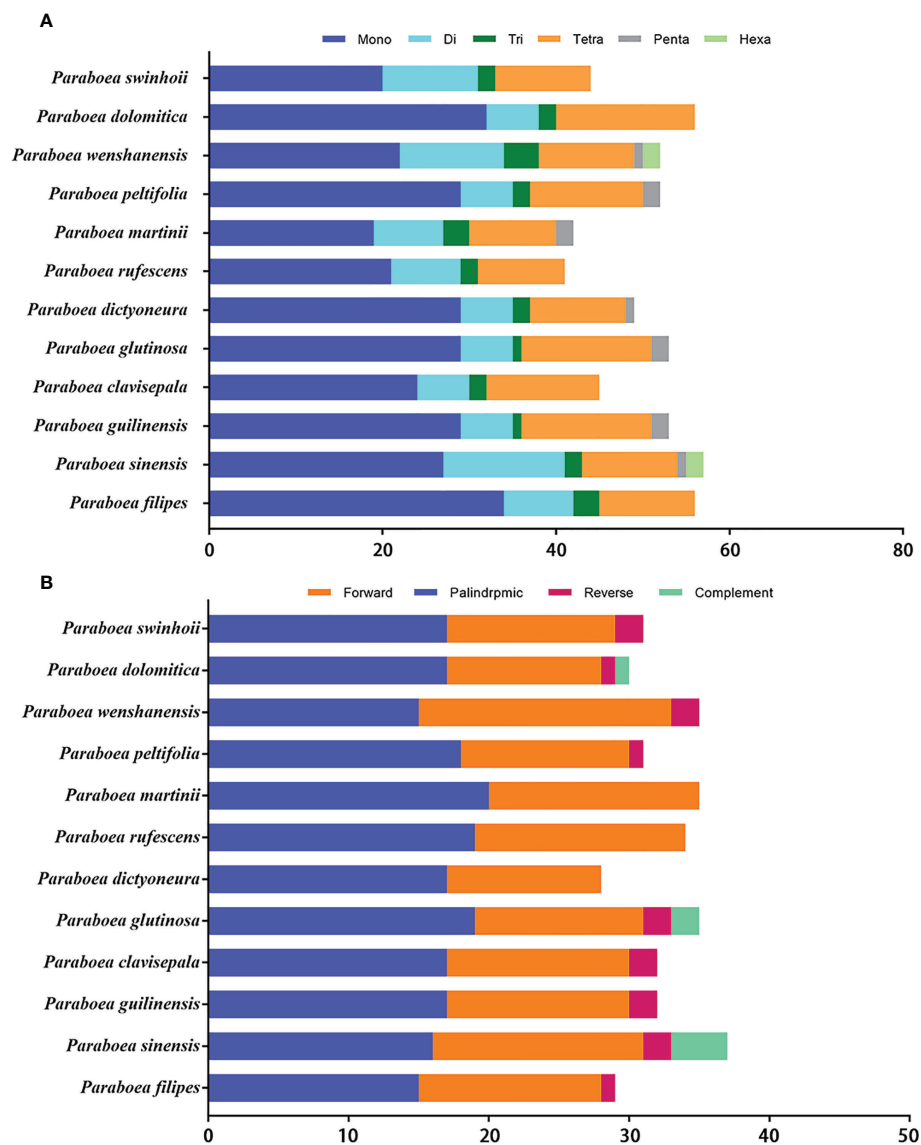 A
Mono Di Tri Tetra Penta Hexa
Paraboea swinhoii
Paraboea dolomitica
Paraboea wenshanensis
Paraboea peltifolia
Paraboea martinii
Paraboea rufescens
Paraboea dictyoneura
Paraboea glutinosa
Paraboea clavisepala
Paraboea guilinensis
Paraboea sinensis
Paraboea filipes
0 20 40 60 80
B
Forward Palindrpmic Reverse Complement
Paraboea swinhoii
Paraboea dolomitica
Paraboea wenshanensis
Paraboea peltifolia
Paraboea martinii
Paraboea rufescens
Paraboea dictyoneura
Paraboea glutinosa
Paraboea clavisepala
Paraboea guilinensis
Paraboea sinensis
Paraboea filipes
0 10 20 30 40 50